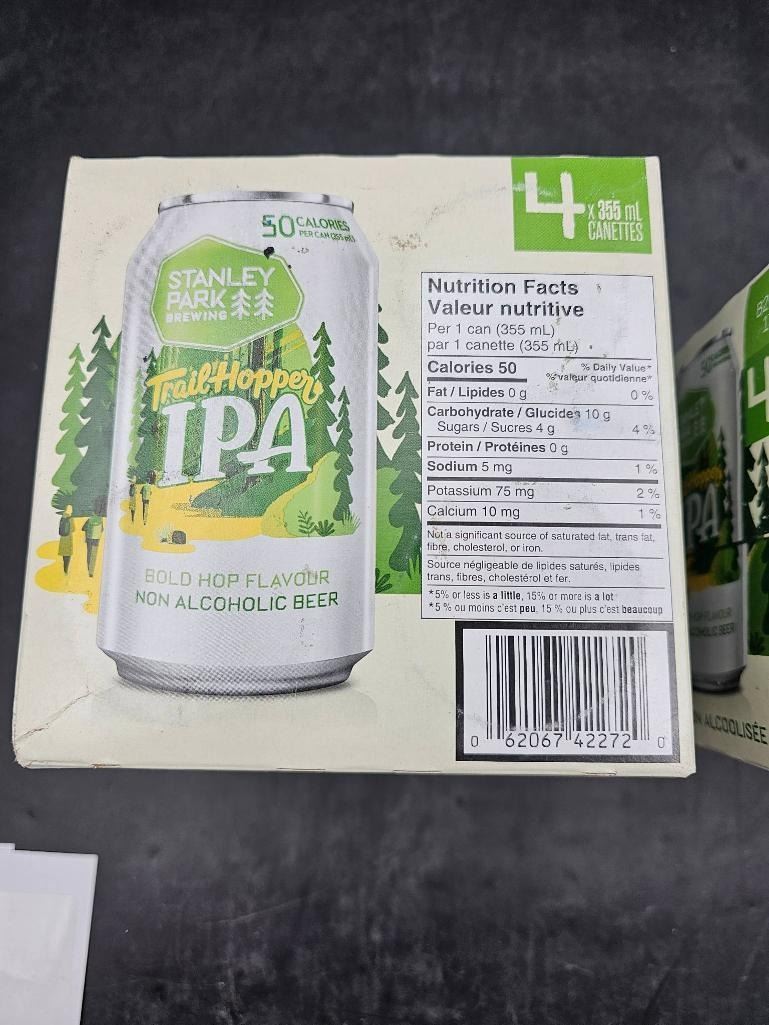 4
x 355 mL
CANETTES
50 CALORIES
PER CAN (355 ml)
STANLEY
PARK
BREWING
Trail Hopper
IPA
BOLD HOP FLAVOUR
NON ALCOHOLIC BEER
Nutrition Facts
Valeur nutritive
Per 1 can (355 mL)
par 1 canette (355 mL)
Calories 50
% Daily Value*
% valeur quotidienne*
Fat / Lipides 0 g 0 %
Carbohydrate / Glucides 10 g
Sugars / Sucres 4 g 4 %
Protein / Protéines 0 g
Sodium 5 mg 1 %
Potassium 75 mg 2 %
Calcium 10 mg 1 %
Not a significant source of saturated fat, trans fat,
fibre, cholesterol, or iron.
Source négligeable de lipides saturés, lipides
trans, fibres, cholestérol et fer.
*5% or less is a little, 15% or more is a lot
*5 % ou moins c'est peu, 15 % ou plus c'est beaucoup
0 62067 42272 0
STANLEY
PARK
PA
HOP FLAVOUR
ALCOOLISÉE